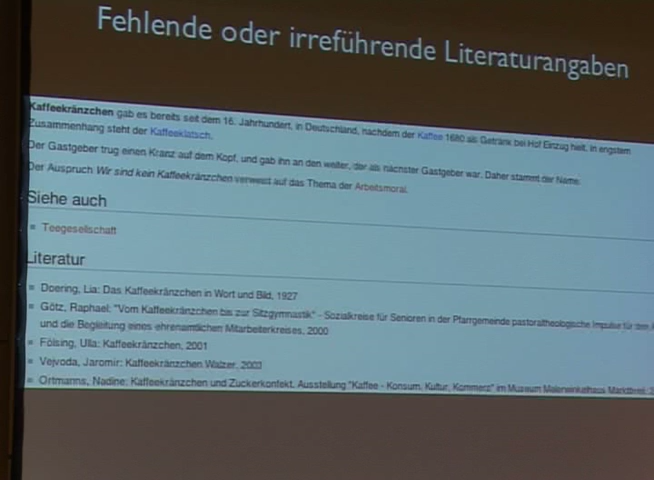 Fehlende oder irreführende Literaturangaben
Kaffeekränzchen gab es bereits seit dem 16. Jahrhundert, in Deutschland, nachdem der Kaffee 1680 als Getränk bei Hof Einzug hielt. In engstem
Zusammenhang steht der Kaffeeklatsch.
Der Gastgeber trug einen Kranz auf dem Kopf, und gab ihn an den weiter, der als nächster Gastgeber war. Daher stammt der Name.
Der Auspruch Wir sind kein Kaffeekränzchen verweist auf das Thema der Arbeitsmoral.
Siehe auch
Teegesellschaft
Literatur
Doering, Lia: Das Kaffeekränzchen in Wort und Bild, 1927
Götz, Raphael: "Vom Kaffeekränzchen bis zur Sitzgymnastik" - Sozialkreise für Senioren in der Pfarrgemeinde pastoraltheologische Impulse für den
und die Begleitung eines ehrenamtlichen Mitarbeiterkreises, 2000
Fölsing, Ulla: Kaffeekränzchen, 2001
Vejvoda, Jaromir: Kaffeekränzchen Walzer, 2003
Ortmanns, Nadine: Kaffeekränzchen und Zuckerkonfekt. Ausstellung "Kaffee - Konsum, Kultur, Kommerz" im Museum Malerwinkelhaus Marktbreit,